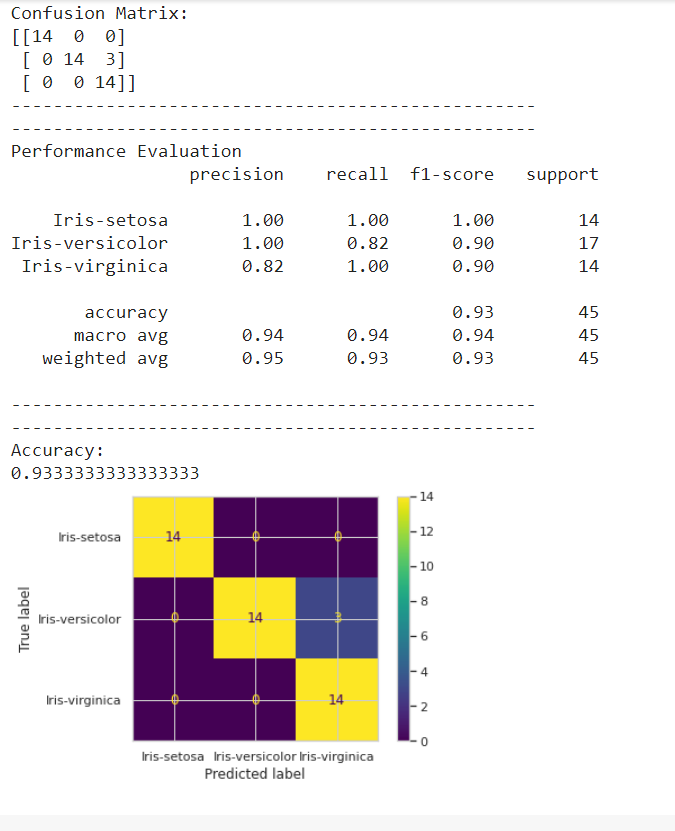 Confusion Matrix:
[[14  0  0]
 [ 0 14  3]
 [ 0  0 14]]
--------------------------------------------------
--------------------------------------------------
Performance Evaluation
                 precision    recall  f1-score   support

    Iris-setosa       1.00      1.00      1.00        14
Iris-versicolor       1.00      0.82      0.90        17
 Iris-virginica       0.82      1.00      0.90        14

       accuracy                           0.93        45
      macro avg       0.94      0.94      0.94        45
   weighted avg       0.95      0.93      0.93        45

--------------------------------------------------
--------------------------------------------------
Accuracy:
0.9333333333333333
Iris-setosa 14 0 0
Iris-versicolor 0 14 3
Iris-virginica 0 0 14
True label
Iris-setosa Iris-versicolor Iris-virginica
Predicted label
14
12
10
8
6
4
2
0